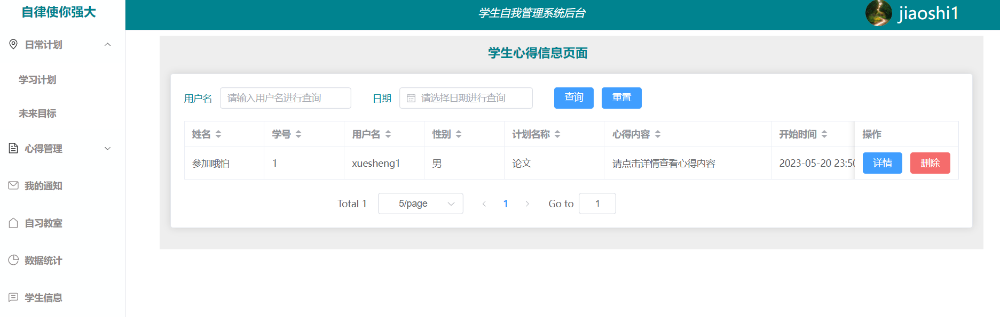 自律使你强大
学生自我管理系统后台
jiaoshi1
日常计划
学习计划
未来目标
心得管理
我的通知
自习教室
数据统计
学生信息
学生心得信息页面
用户名 请输入用户名进行查询 日期 请选择日期进行查询 查询 重置
姓名 学号 用户名 性别 计划名称 心得内容 开始时间 操作
参加哦怕 1 xuesheng1 男 论文 请点击详情查看心得内容 2023-05-20 23:50 详情 删除
Total 1 5/page 1 Go to 1